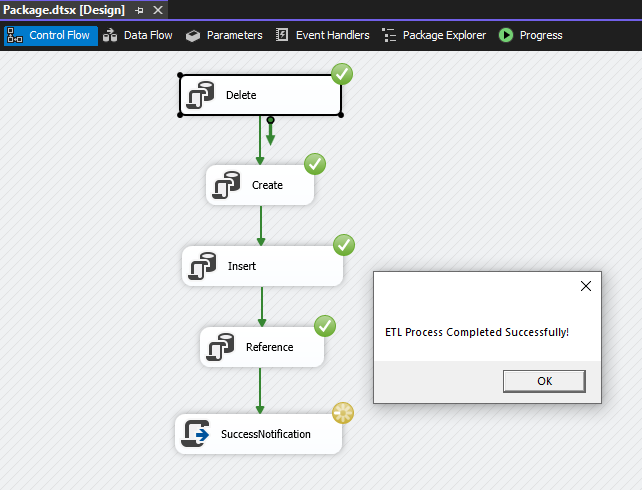 Package.dtsx [Design]
Control Flow Data Flow Parameters Event Handlers Package Explorer Progress
Delete
Create
Insert
Reference
SuccessNotification
ETL Process Completed Successfully!
OK